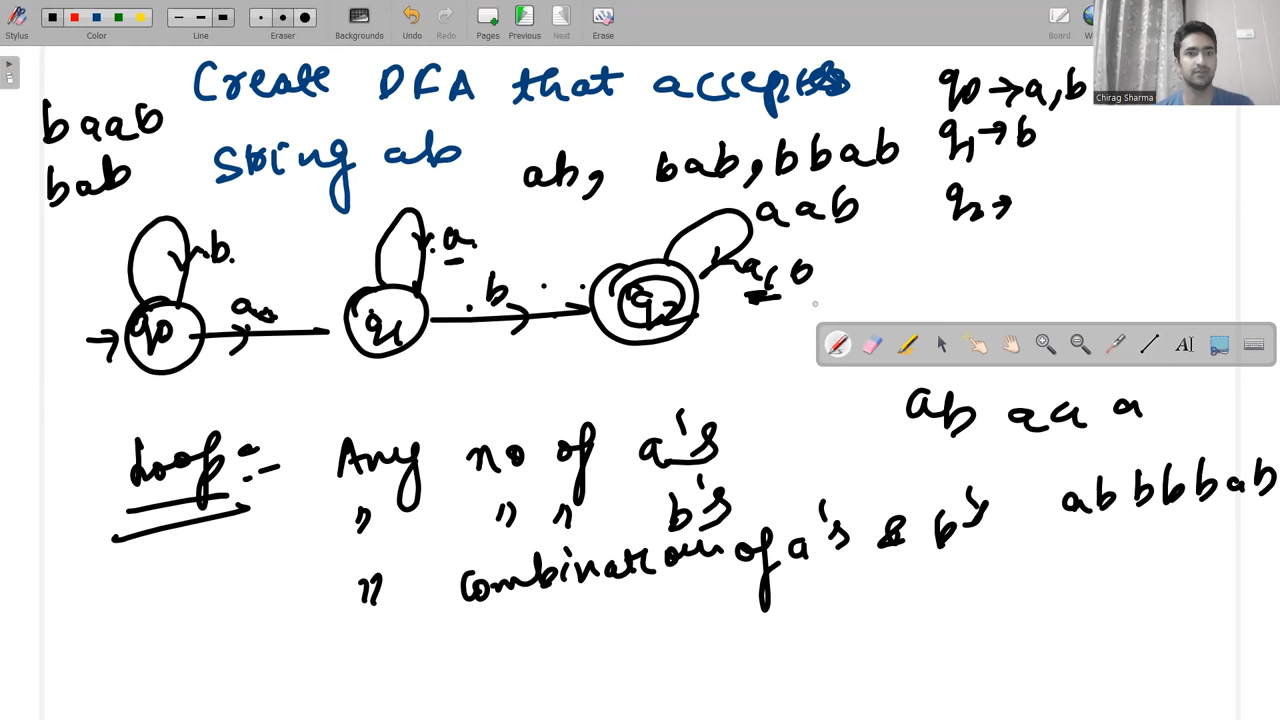 Stylus
Color
Line
Eraser
Backgrounds
Undo
Redo
Pages
Previous
Next
Erase
Board
Chirag Sharma
Create DFA that accepts
string ab
baab
bab
ab, bab, bbab
aab
q0 → a, b
q1 → b
q2 →
b
a
a
b
a, b
q0
q1
q2
Loop :-
Any no of a's
" " " b's
" combination of a's & b's
ab aa a
abbbbab
AI